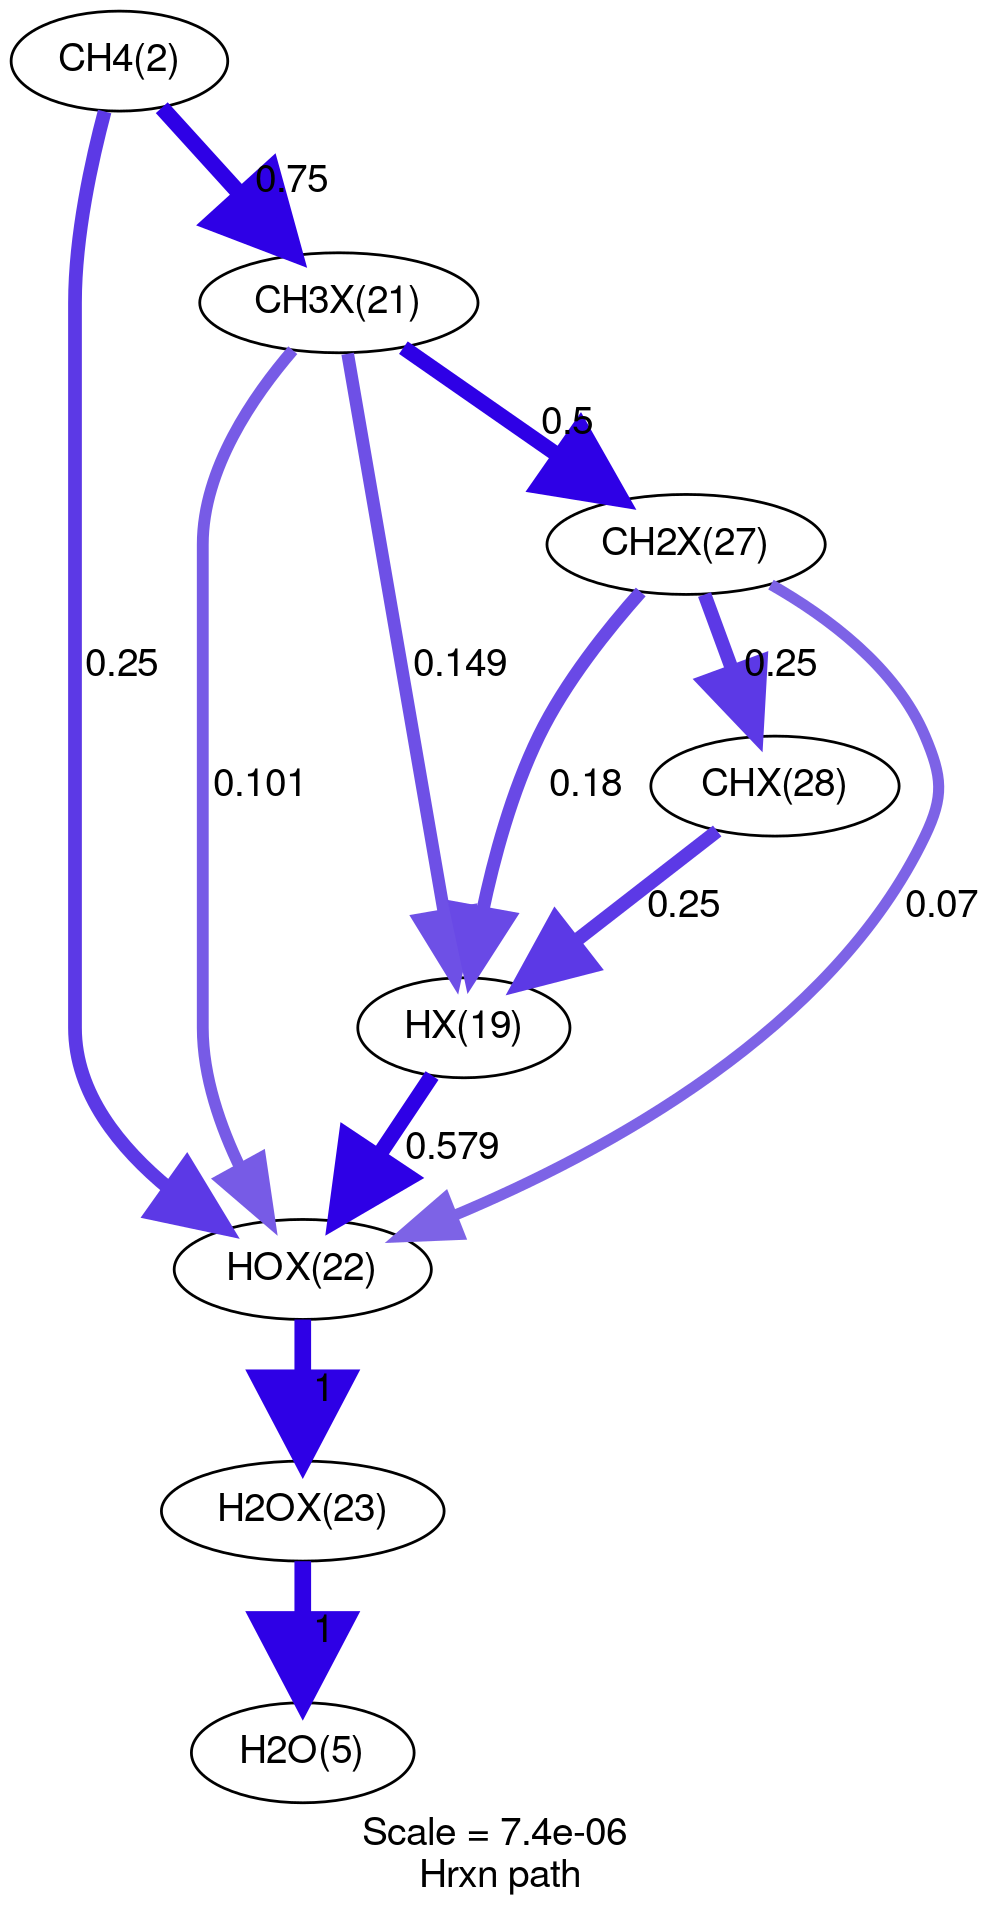 CH4(2)
0.75
CH3X(21)
0.5
CH2X(27)
0.25
0.149
0.25
0.101
0.18
CHX(28)
0.25
0.07
HX(19)
0.579
HOX(22)
1
H2OX(23)
1
H2O(5)
Scale = 7.4e-06
Hrxn path